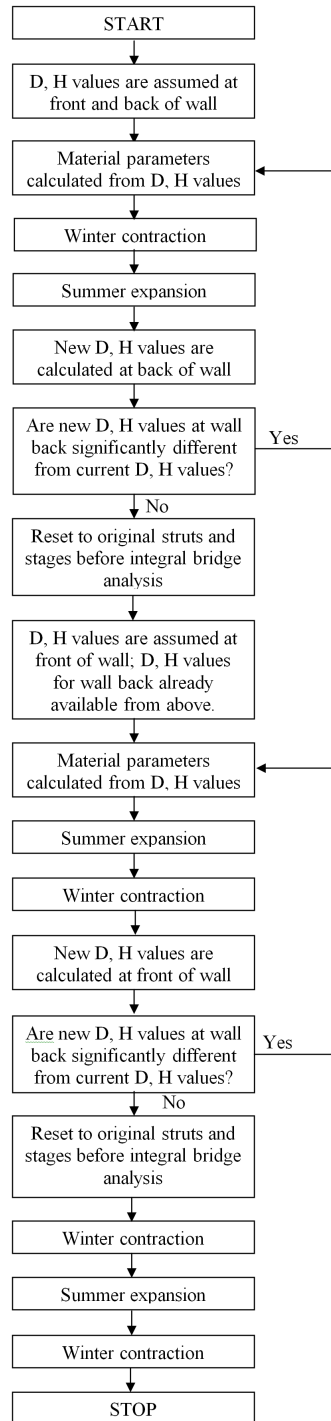 START
D, H values are assumed at
front and back of wall
Material parameters
calculated from D, H values
Winter contraction
Summer expansion
New D, H values are
calculated at back of wall
Are new D, H values at wall
back significantly different
from current D, H values?
Yes
No
Reset to original struts and
stages before integral bridge
analysis
D, H values are assumed at
front of wall; D, H values
for wall back already
available from above.
Material parameters
calculated from D, H values
Summer expansion
Winter contraction
New D, H values are
calculated at front of wall
Are new D, H values at wall
back significantly different
from current D, H values?
Yes
No
Reset to original struts and
stages before integral bridge
analysis
Winter contraction
Summer expansion
Winter contraction
STOP